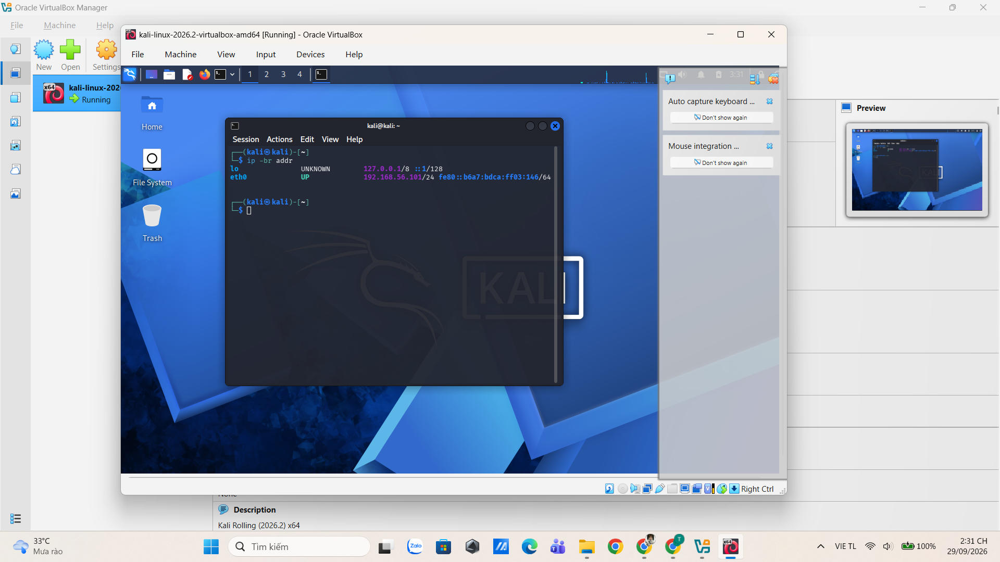 Oracle VirtualBox Manager
File Machine Help
New Open Settings
kali-linux-202
Running
kali-linux-2026.2-virtualbox-amd64 [Running] - Oracle VirtualBox
File Machine View Input Devices Help
1 2 3 4
3:31
Home
File System
Trash
kali@kali: ~
Session Actions Edit View Help
┌──(kali㉿kali)-[~]
└─$ ip -br addr
lo UNKNOWN 127.0.0.1/8 ::1/128
eth0 UP 192.168.56.101/24 fe80::b6a7:bdca:ff03:146/64
┌──(kali㉿kali)-[~]
└─$
KALI
Auto capture keyboard ...
Don't show again
Mouse integration ...
Don't show again
Preview
Right Ctrl
None
Description
Kali Rolling (2026.2) x64
33°C
Mưa rào
Tìm kiếm
Zalo
VIE TL
100%
2:31 CH
29/09/2026